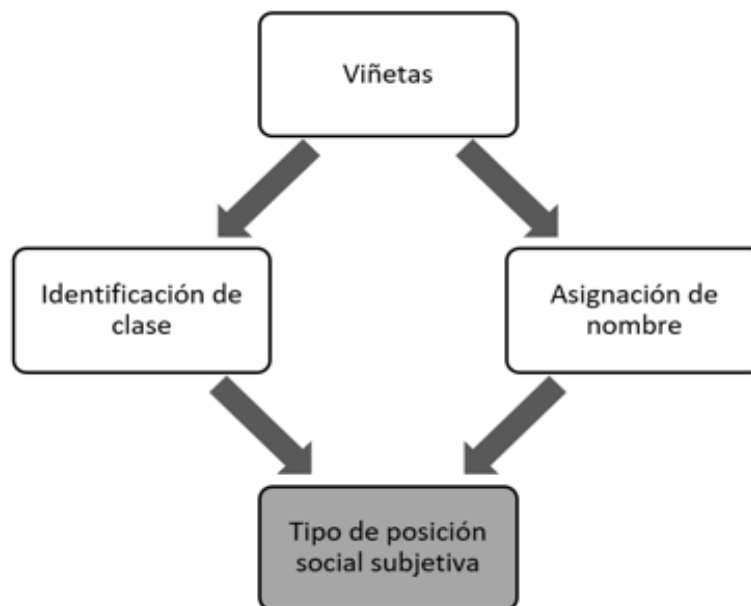 Viñetas
Identificación de
clase
Asignación de
nombre
Tipo de posición
social subjetiva